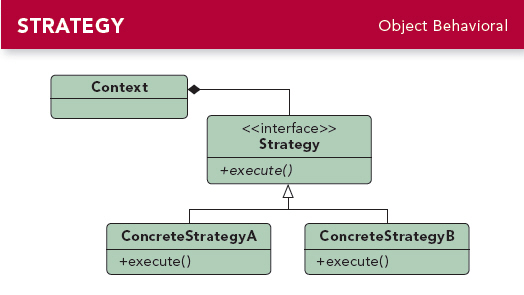 STRATEGY
Object Behavioral
Context
<<interface>>
Strategy
+execute()
ConcreteStrategyA
+execute()
ConcreteStrategyB
+execute()